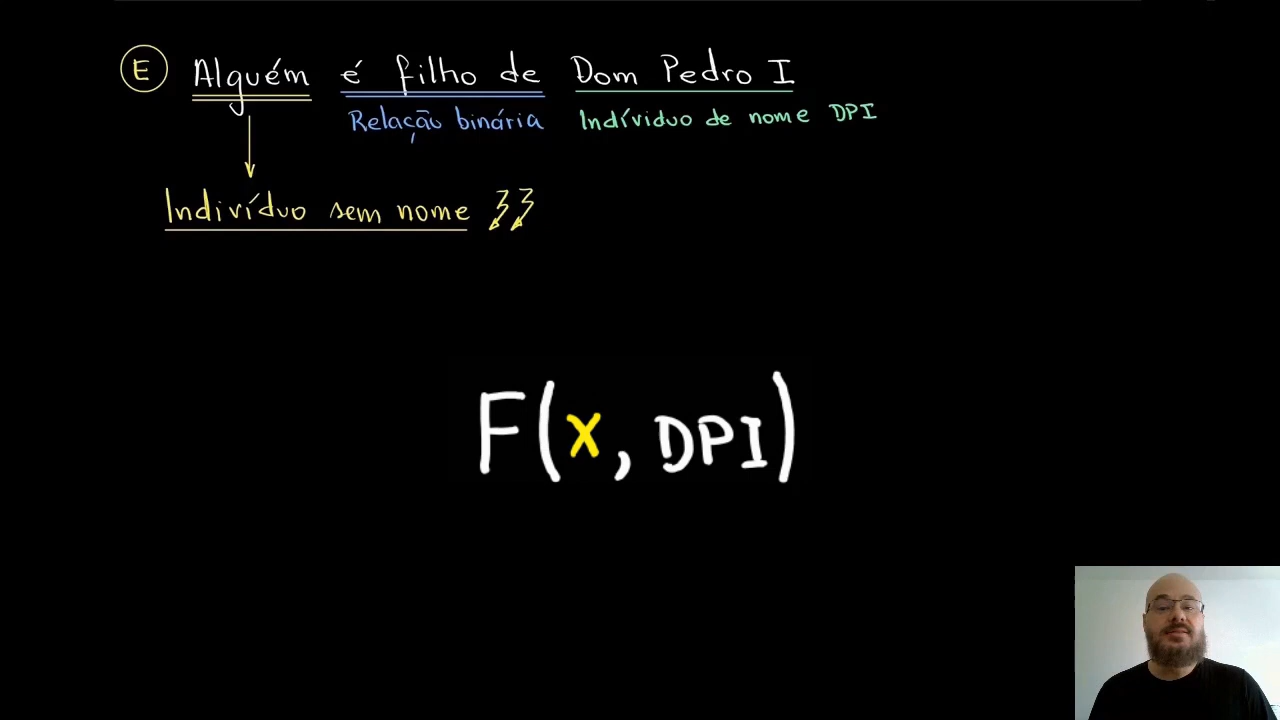 E Alguém é filho de Dom Pedro I
Relação binária Indivíduo de nome DPI
Indivíduo sem nome
F(x, DPI)